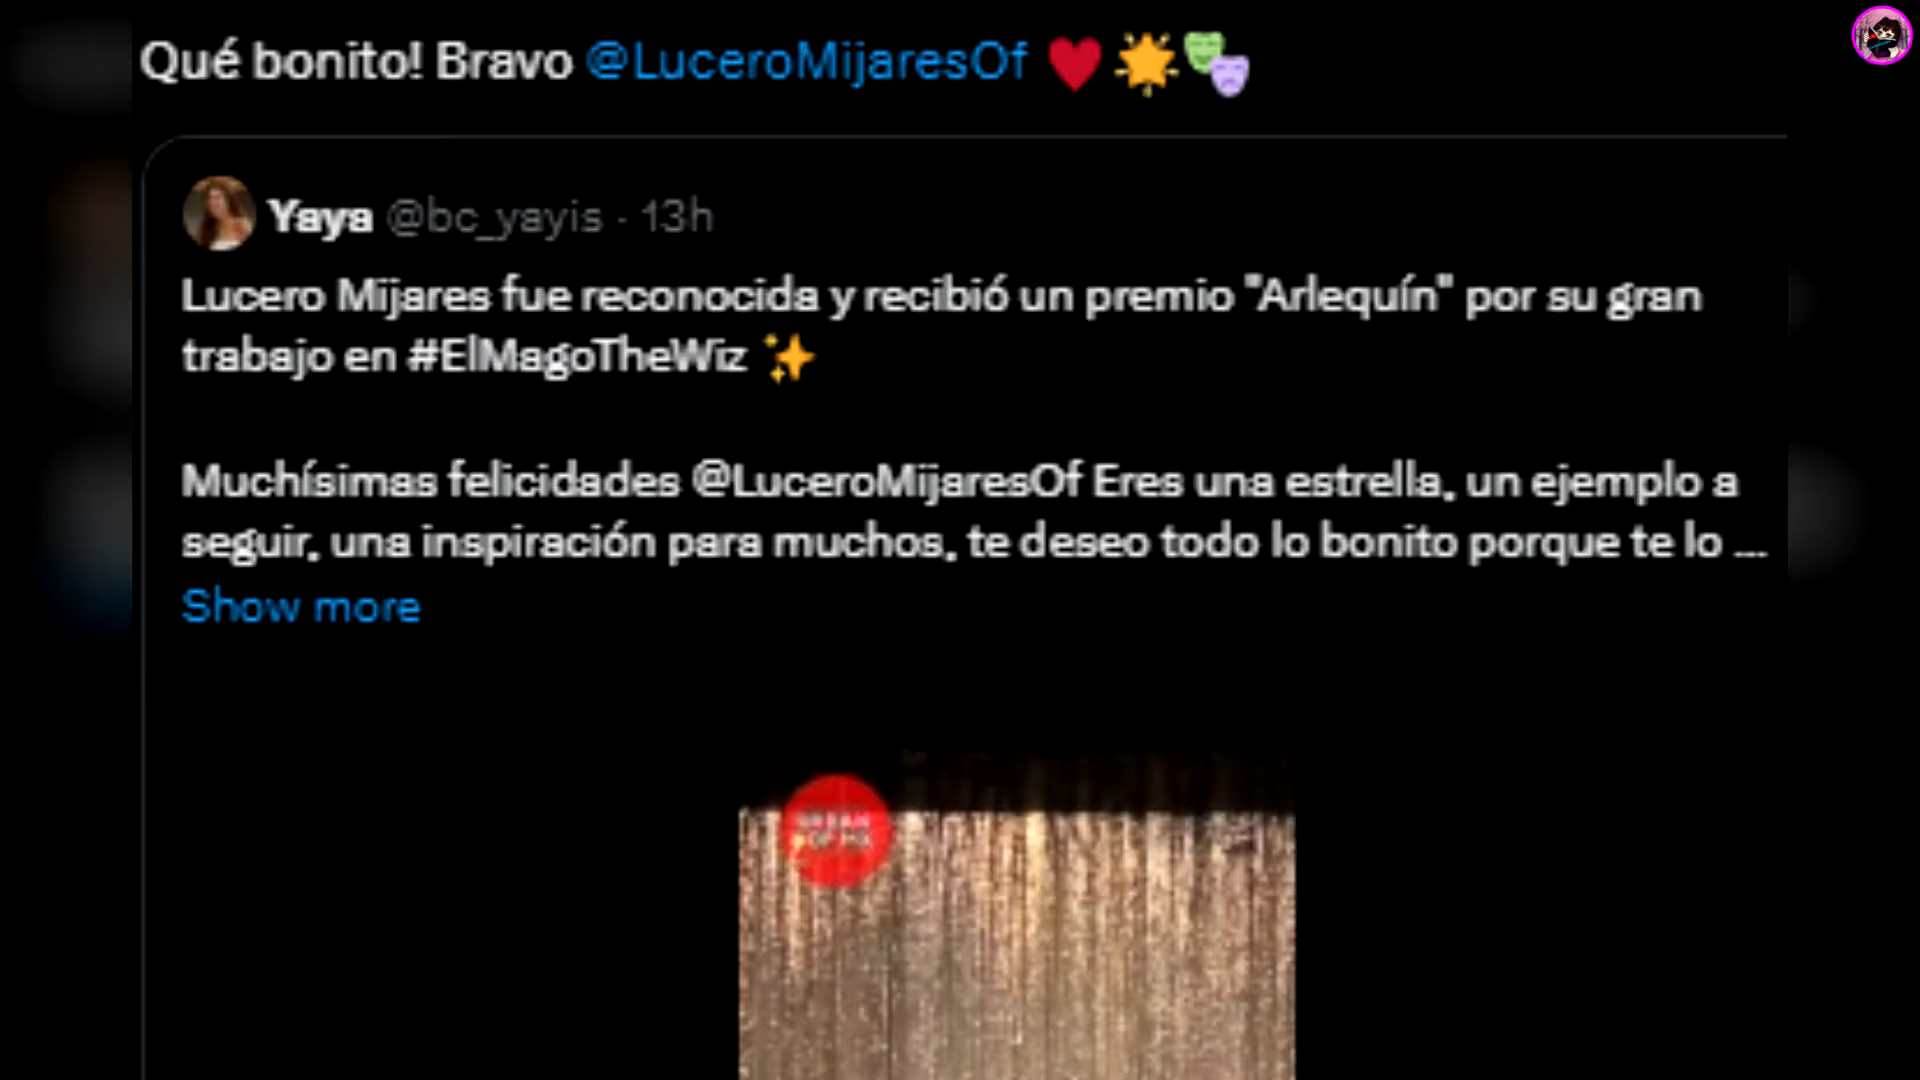 Qué bonito! Bravo @LuceroMijaresOf ❤️🌟🎭
Yaya @bc_yayis · 13h
Lucero Mijares fue reconocida y recibió un premio "Arlequín" por su gran
trabajo en #ElMagoTheWiz ✨
Muchísimas felicidades @LuceroMijaresOf Eres una estrella, un ejemplo a
seguir, una inspiración para muchos, te deseo todo lo bonito porque te lo ...
Show more